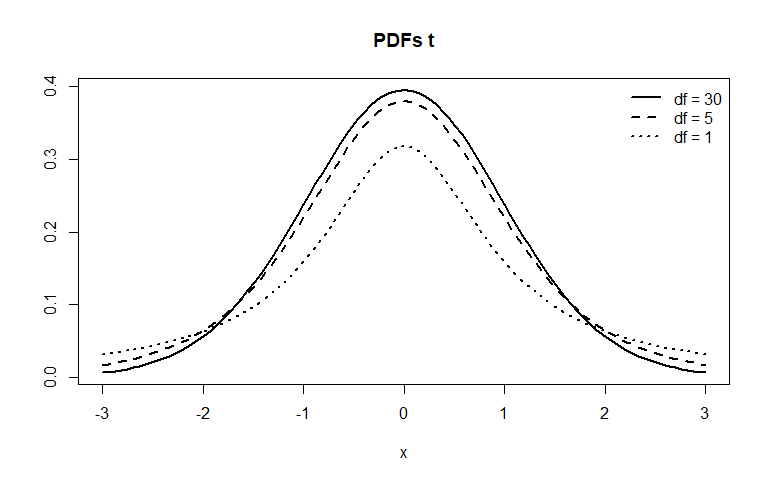 PDFs t
0.4
0.3
0.2
0.1
0.0
df = 30
df = 5
df = 1
-3 -2 -1 0 1 2 3
x